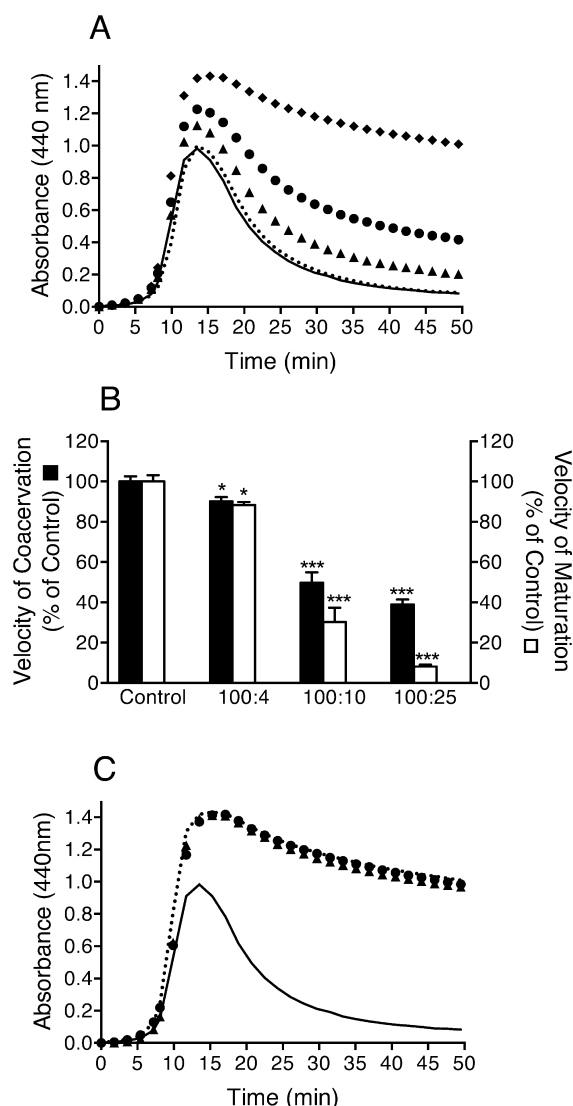 A
Absorbance (440 nm)
1.4
1.2
1.0
0.8
0.6
0.4
0.2
0.0
0 5 10 15 20 25 30 35 40 45 50
Time (min)
B
Velocity of Coacervation
(% of Control)
120
100
80
60
40
20
0
* *
*** ***
*** ***
120
100
80
60
40
20
0
Velocity of Maturation
(% of Control)
Control 100:4 100:10 100:25
C
Absorbance (440nm)
1.4
1.2
1.0
0.8
0.6
0.4
0.2
0.0
0 5 10 15 20 25 30 35 40 45 50
Time (min)